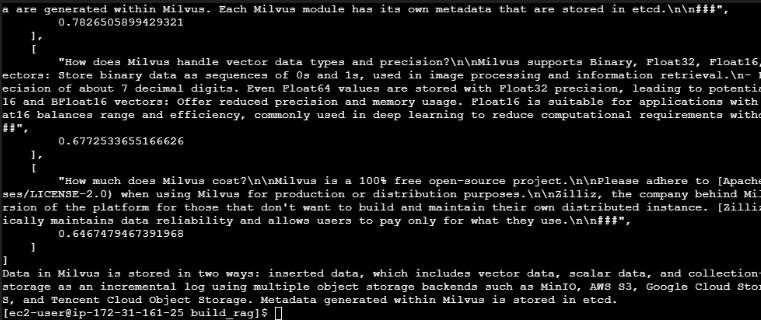 a are generated within Milvus. Each Milvus module has its own metadata that are stored in etcd.\n\n###",
0.7826505899429321
],
[
"How does Milvus handle vector data types and precision?\n\nMilvus supports Binary, Float32, Float16,
ectors: Store binary data as sequences of 0s and 1s, used in image processing and information retrieval.\n-
ecision of about 7 decimal digits. Even Float64 values are stored with Float32 precision, leading to potentia
16 and BFloat16 vectors: Offer reduced precision and memory usage. Float16 is suitable for applications with
at16 balances range and efficiency, commonly used in deep learning to reduce computational requirements witho
##",
0.6772533655166626
],
[
"How much does Milvus cost?\n\nMilvus is a 100% free open-source project.\n\nPlease adhere to [Apache
ses/LICENSE-2.0) when using Milvus for production or distribution purposes.\n\nZilliz, the company behind Mil
rsion of the platform for those that don't want to build and maintain their own distributed instance. [Zilliz
ically maintains data reliability and allows users to pay only for what they use.\n\n###",
0.6467479467391968
]
]
Data in Milvus is stored in two ways: inserted data, which includes vector data, scalar data, and collection-
storage as an incremental log using multiple object storage backends such as MinIO, AWS S3, Google Cloud Stor
S, and Tencent Cloud Object Storage. Metadata generated within Milvus is stored in etcd.
[ec2-user@ip-172-31-161-25 build_rag]$